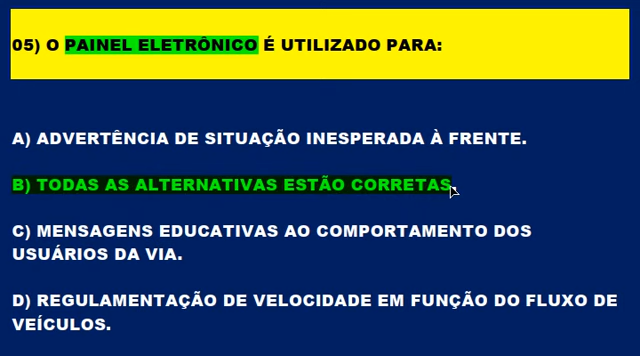 05) O PAINEL ELETRÔNICO É UTILIZADO PARA:
A) ADVERTÊNCIA DE SITUAÇÃO INESPERADA À FRENTE.
B) TODAS AS ALTERNATIVAS ESTÃO CORRETAS.
C) MENSAGENS EDUCATIVAS AO COMPORTAMENTO DOS
USUÁRIOS DA VIA.
D) REGULAMENTAÇÃO DE VELOCIDADE EM FUNÇÃO DO FLUXO DE
VEÍCULOS.